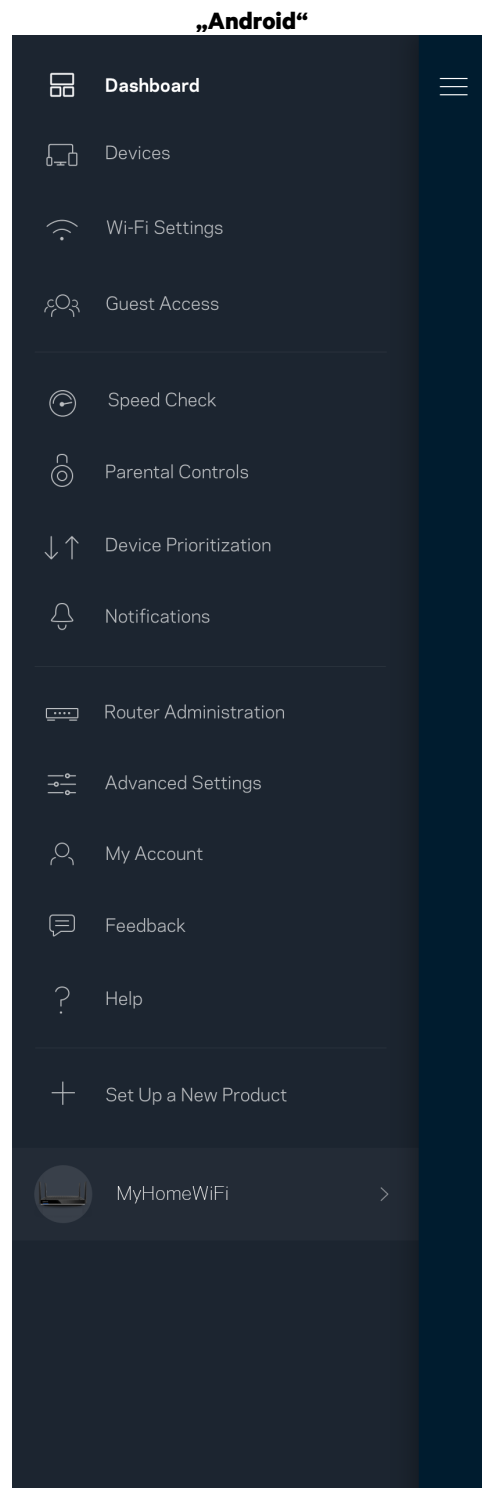 „Android“
Dashboard
Devices
Wi-Fi Settings
Guest Access
Speed Check
Parental Controls
Device Prioritization
Notifications
Router Administration
Advanced Settings
My Account
Feedback
Help
Set Up a New Product
MyHomeWiFi